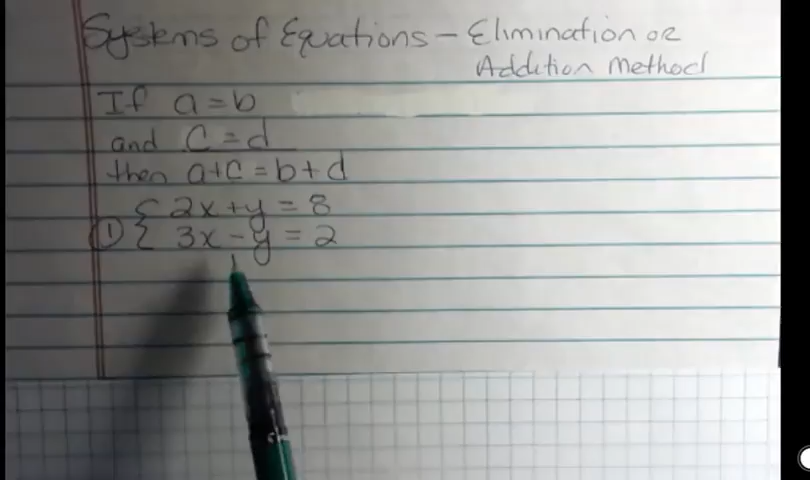 Systems of Equations - Elimination or
Addition Method
If a = b
and C = d
then a+c = b+d
① { 2x + y = 8
3x - y = 2